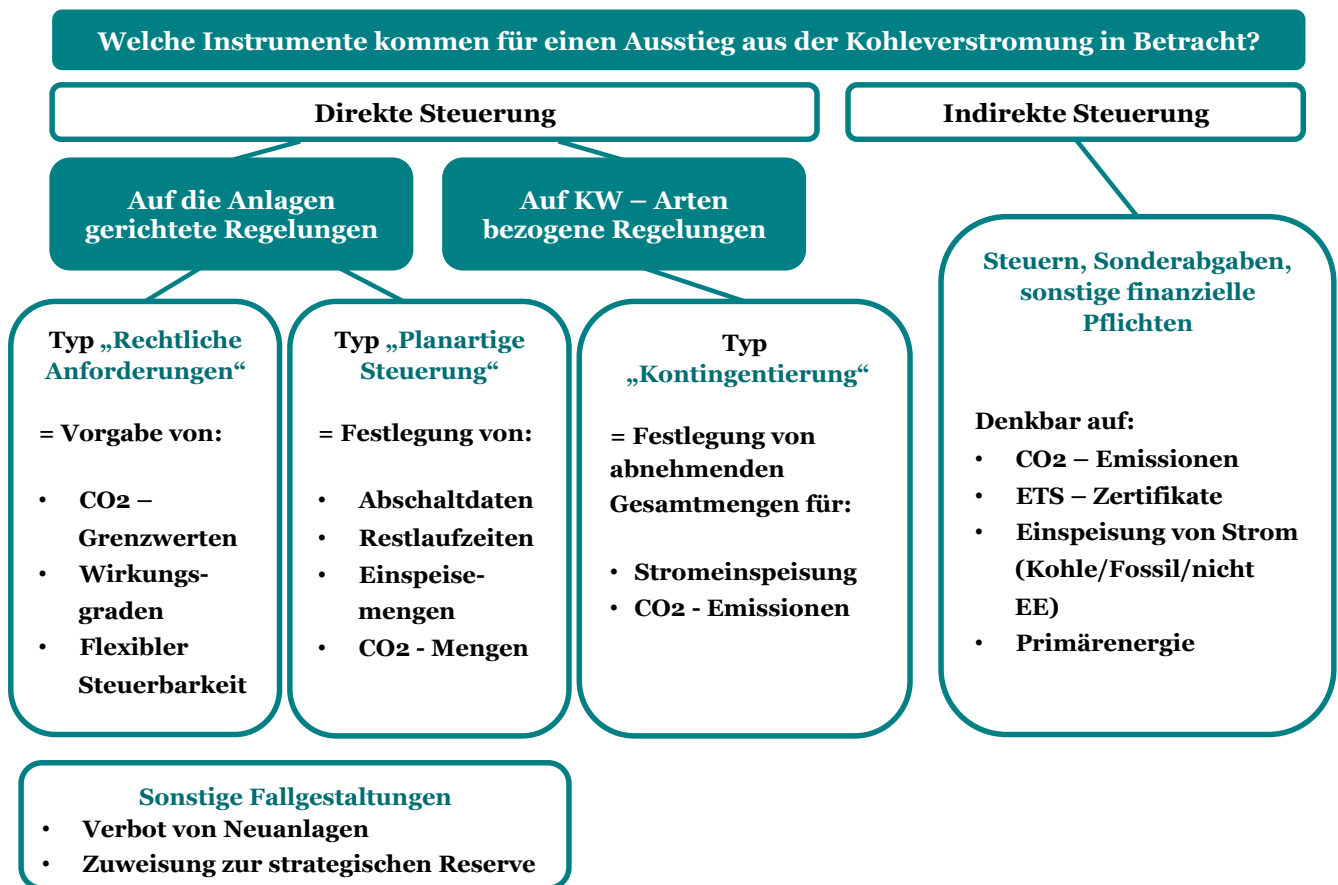 Welche Instrumente kommen für einen Ausstieg aus der Kohleverstromung in Betracht?
Direkte Steuerung
Indirekte Steuerung
Auf die Anlagen
gerichtete Regelungen
Auf KW – Arten
bezogene Regelungen
Typ „Rechtliche
Anforderungen“
= Vorgabe von:
• CO2 –
Grenzwerten
• Wirkungs-
graden
• Flexibler
Steuerbarkeit
Typ „Planartige
Steuerung“
= Festlegung von:
• Abschaltdaten
• Restlaufzeiten
• Einspeise-
mengen
• CO2 - Mengen
Typ
„Kontingentierung“
= Festlegung von
abnehmenden
Gesamtmengen für:
• Stromeinspeisung
• CO2 - Emissionen
Steuern, Sonderabgaben,
sonstige finanzielle
Pflichten
Denkbar auf:
• CO2 – Emissionen
• ETS – Zertifikate
• Einspeisung von Strom
(Kohle/Fossil/nicht
EE)
• Primärenergie
Sonstige Fallgestaltungen
• Verbot von Neuanlagen
• Zuweisung zur strategischen Reserve